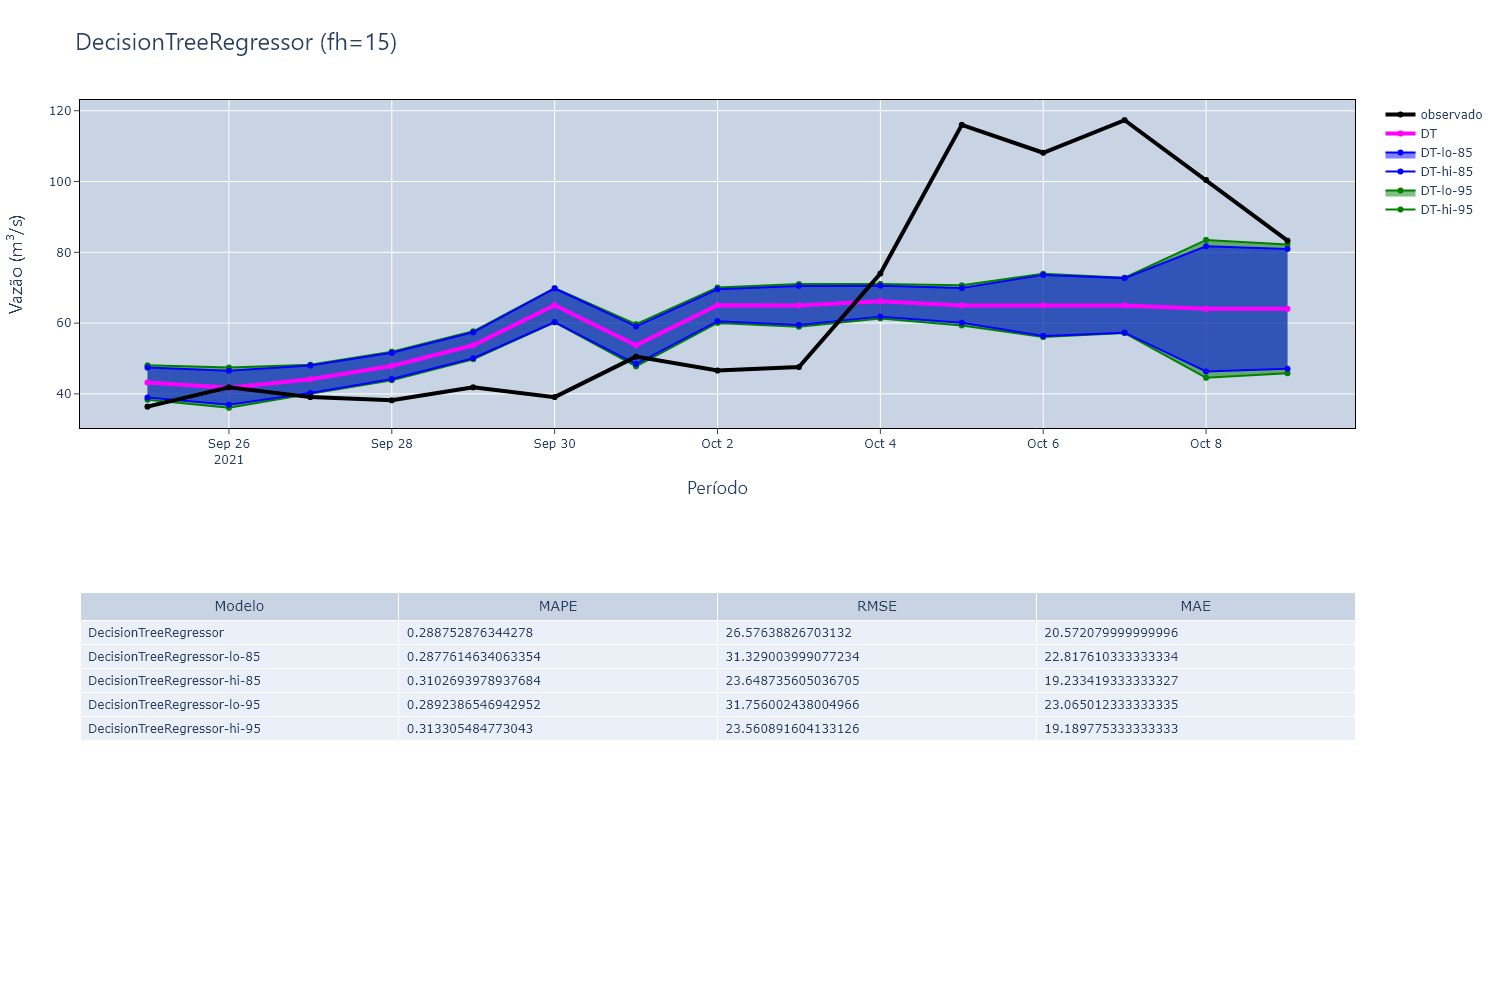 DecisionTreeRegressor (fh=15)
120
100
80
60
40
Vazão (m³/s)
Sep 26
2021
Sep 28
Sep 30
Oct 2
Oct 4
Oct 6
Oct 8
Período
observado
DT
DT-lo-85
DT-hi-85
DT-lo-95
DT-hi-95
Modelo MAPE RMSE MAE
DecisionTreeRegressor 0.288752876344278 26.57638826703132 20.572079999999996
DecisionTreeRegressor-lo-85 0.2877614634063354 31.329003999077234 22.817610333333334
DecisionTreeRegressor-hi-85 0.3102693978937684 23.648735605036705 19.233419333333327
DecisionTreeRegressor-lo-95 0.2892386546942952 31.756002438004966 23.065012333333335
DecisionTreeRegressor-hi-95 0.313305484773043 23.560891604133126 19.189775333333333